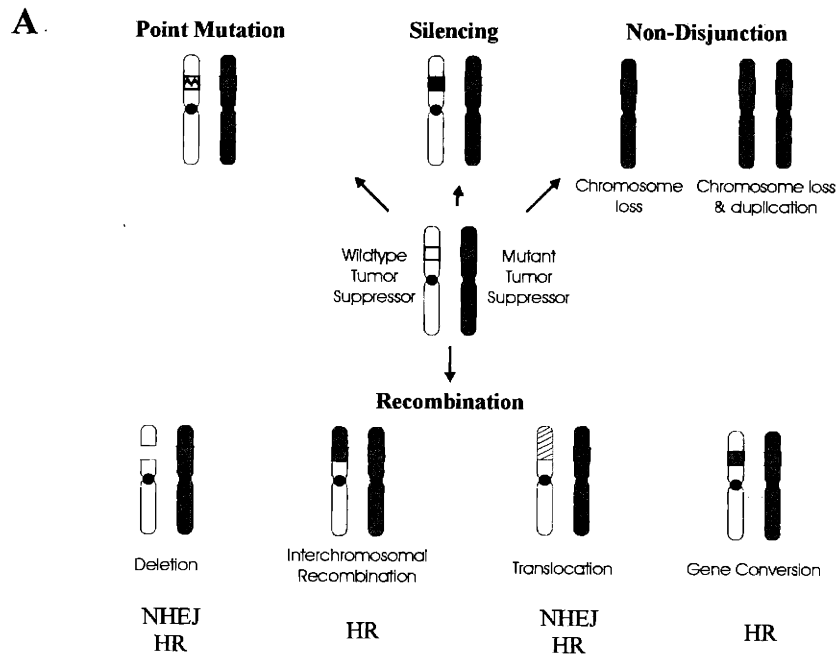 A
Point Mutation
Silencing
Non-Disjunction
Chromosome
loss
Chromosome loss
& duplication
Wildtype
Tumor
Suppressor
Mutant
Tumor
Suppressor
Recombination
Deletion
Interchromosomal
Recombination
Translocation
Gene Conversion
NHEJ
HR
HR
NHEJ
HR
HR